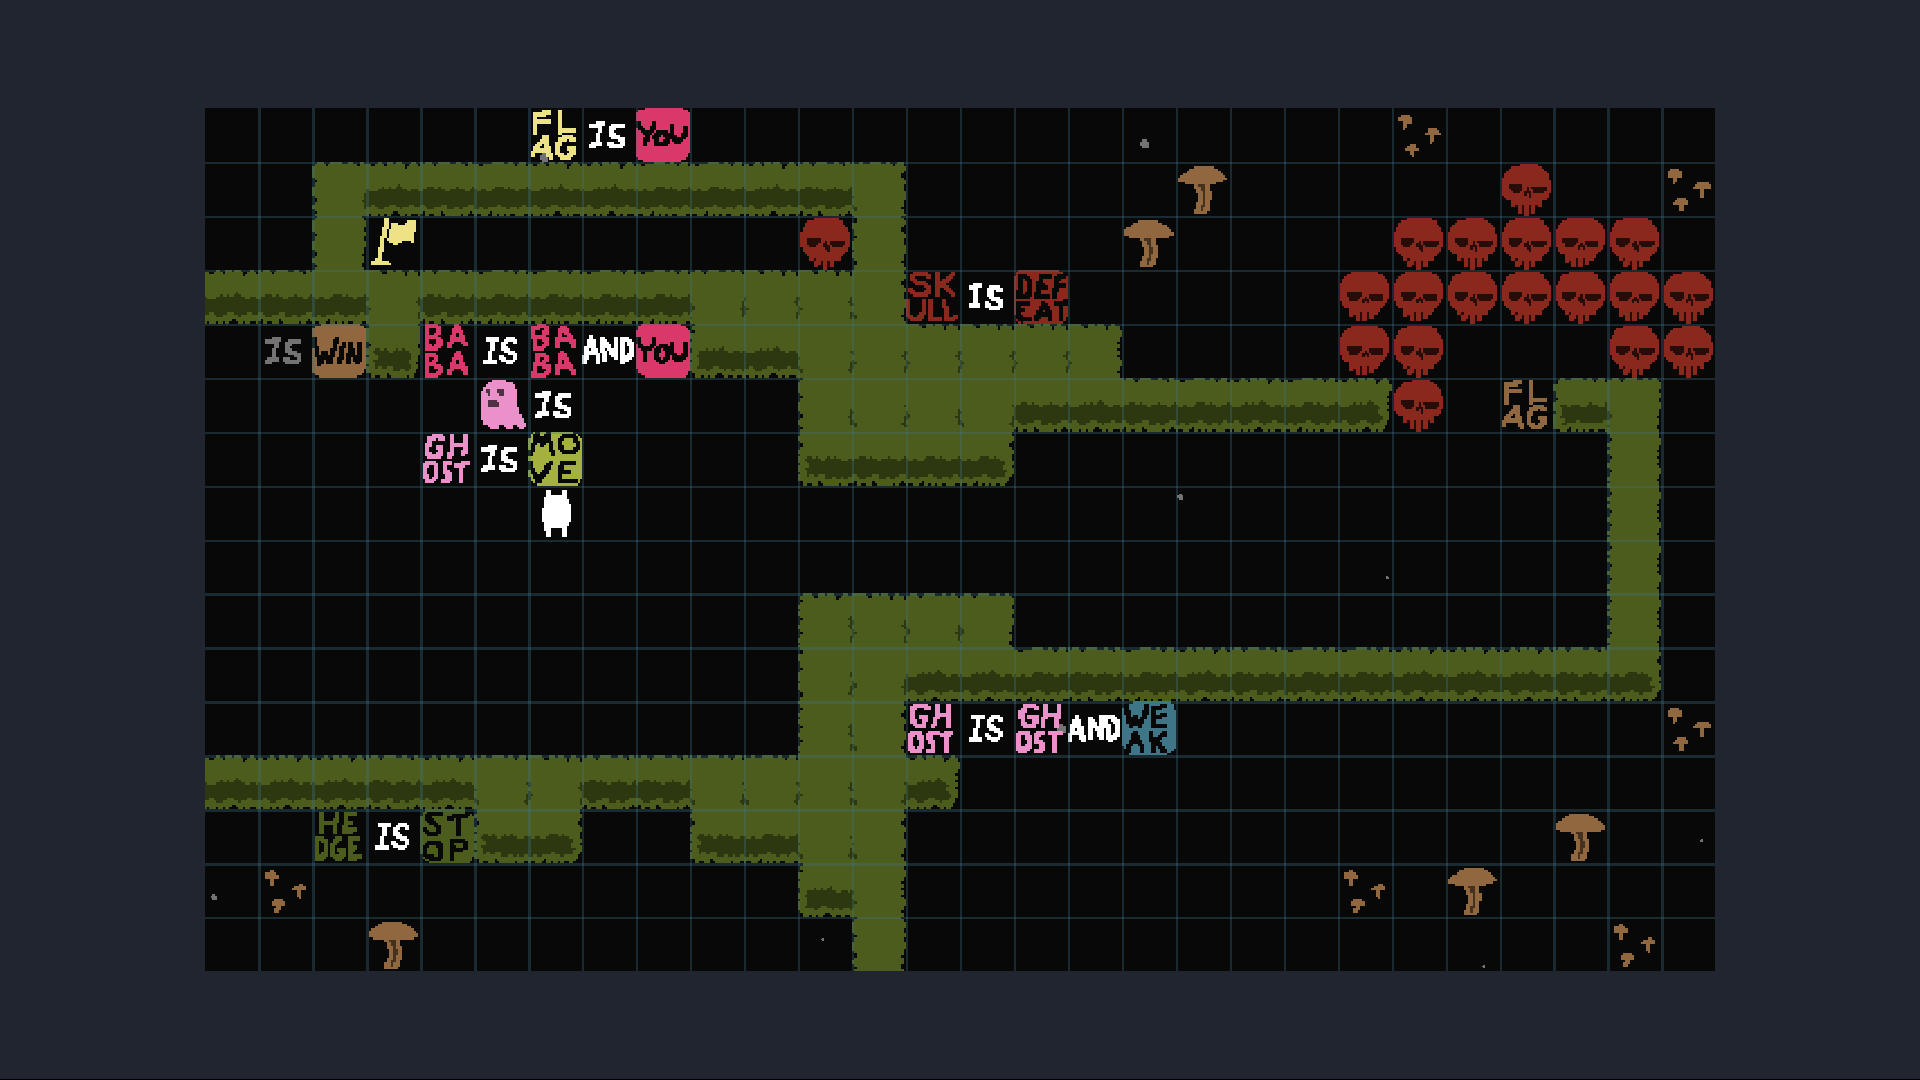 FLAG IS YOU
SKULL IS DEFEAT
IS WIN BABA IS BABA AND YOU
IS FLAG
GHOST IS MOVE
GHOST IS GHOST AND WEAK
HEDGE IS STOP